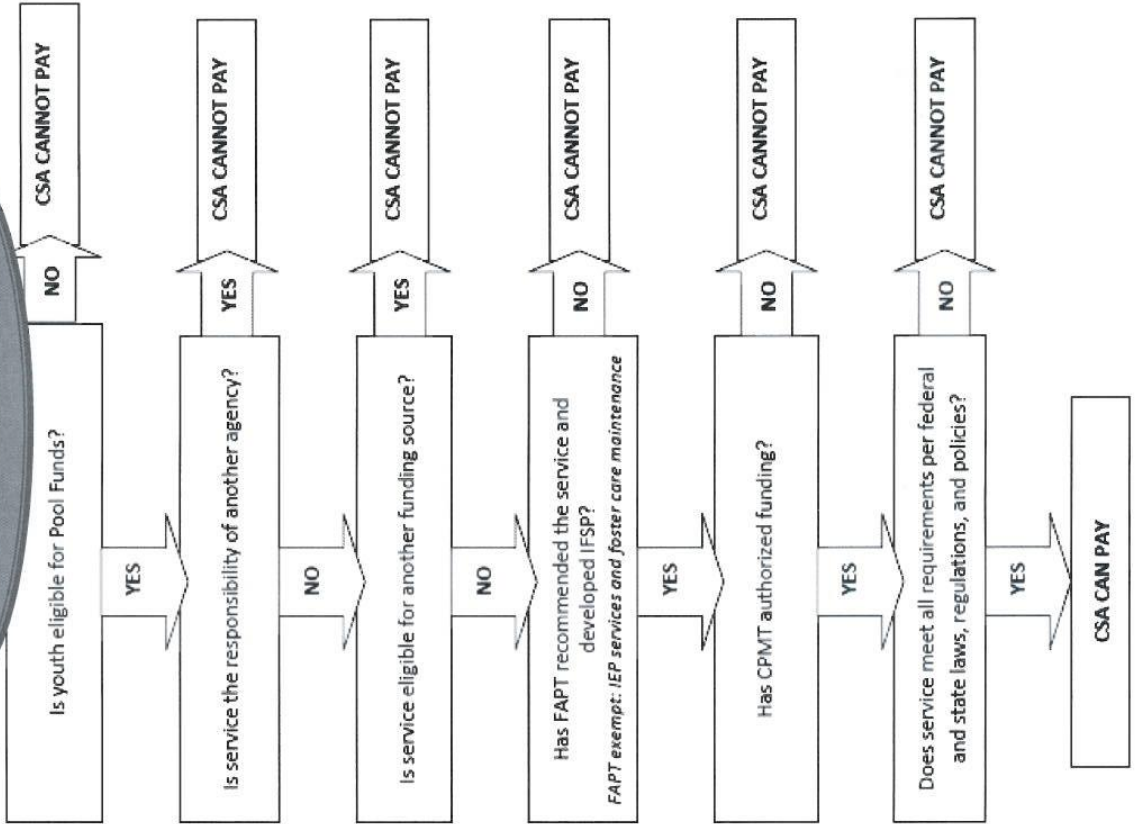 Is youth eligible for Pool Funds?
NO
CSA CANNOT PAY
YES
Is service the responsibility of another agency?
YES
CSA CANNOT PAY
NO
Is service eligible for another funding source?
YES
CSA CANNOT PAY
NO
Has FAPT recommended the service and
developed IFSP?
FAPT exempt: IEP services and foster care maintenance
NO
CSA CANNOT PAY
YES
Has CPMT authorized funding?
NO
CSA CANNOT PAY
YES
Does service meet all requirements per federal
and state laws, regulations, and policies?
NO
CSA CANNOT PAY
YES
CSA CAN PAY